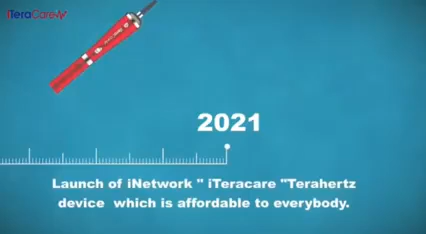 iTeraCare
2021
Launch of iNetwork " iTeracare "Terahertz
device which is affordable to everybody.